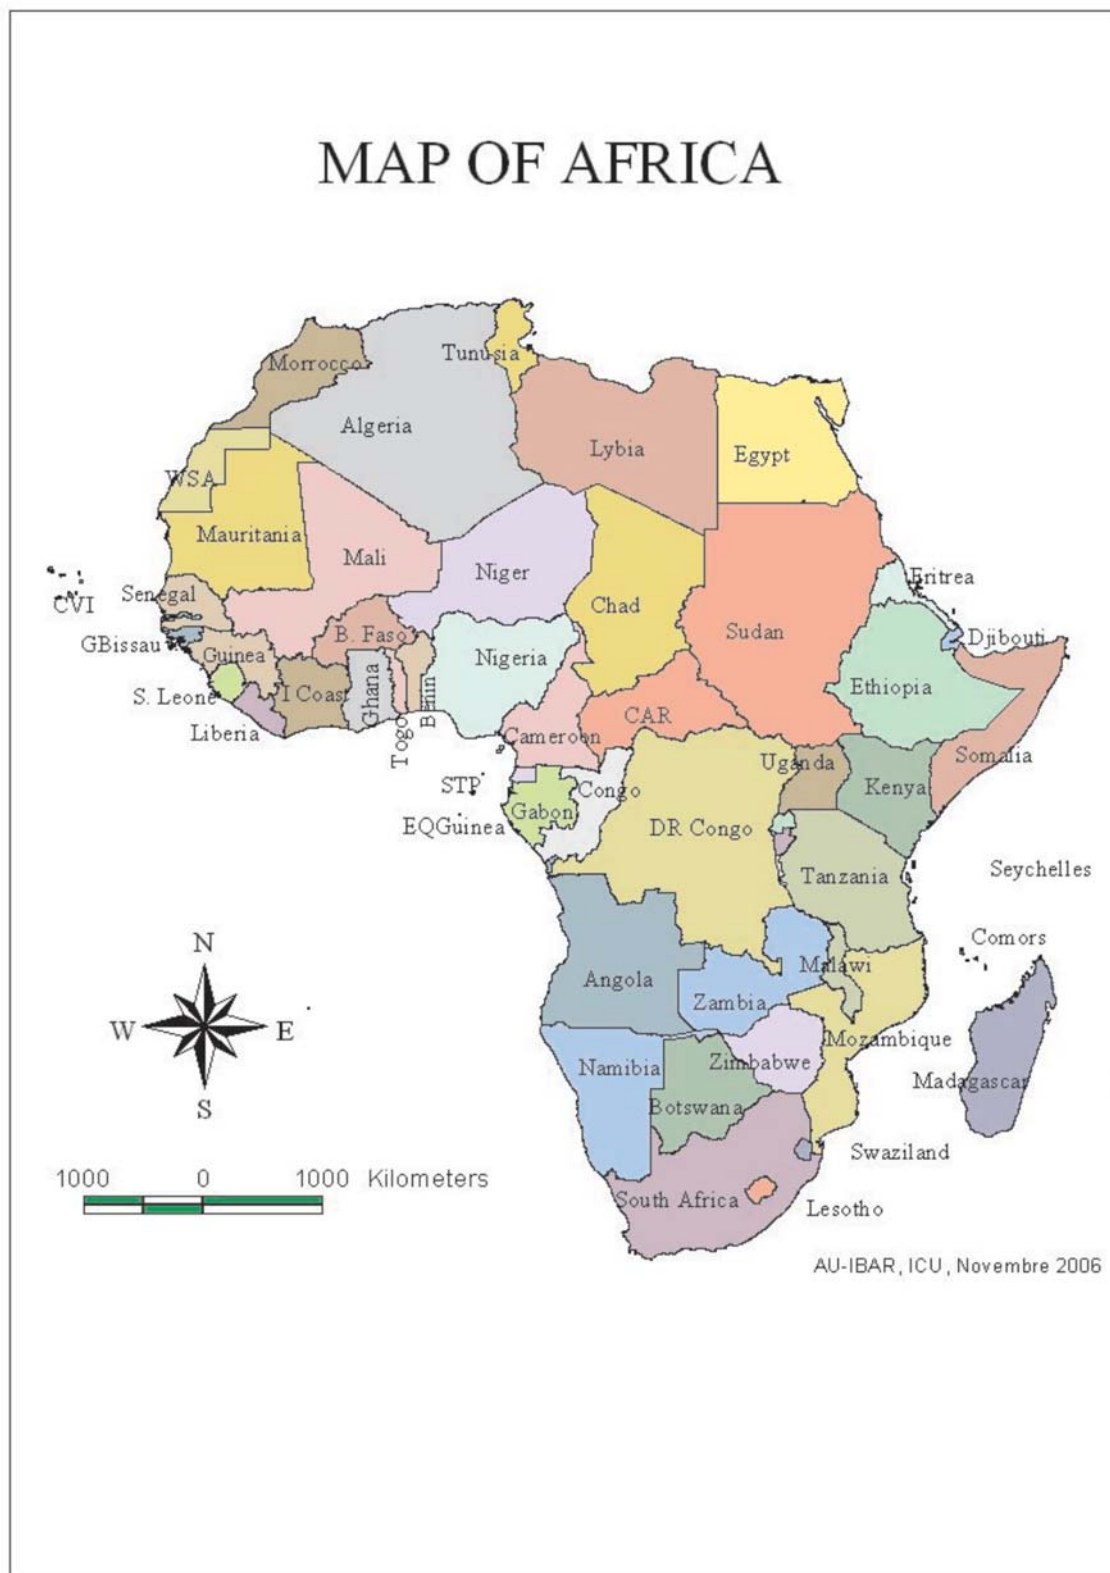 MAP OF AFRICA
Morrocco
Tunusia
Algeria
Lybia
Egypt
WSA
Mauritania
Mali
Niger
Chad
Sudan
Eritrea
CVI
Senegal
GBissau
Guinea
B. Faso
Nigeria
Djibouti
S. Leone
I Coast
Ghana
Togo
Benin
Ethiopia
Liberia
CAR
Cameroon
Uganda
Somalia
STP
Congo
Kenya
EQGuinea
Gabon
DR Congo
Tanzania
Seychelles
Comors
Angola
Zambia
Malawi
Mozambique
Namibia
Zimbabwe
Madagascar
Botswana
Swaziland
South Africa
Lesotho
N
W E
S
1000 0 1000 Kilometers
AU-IBAR, ICU, Novembre 2006